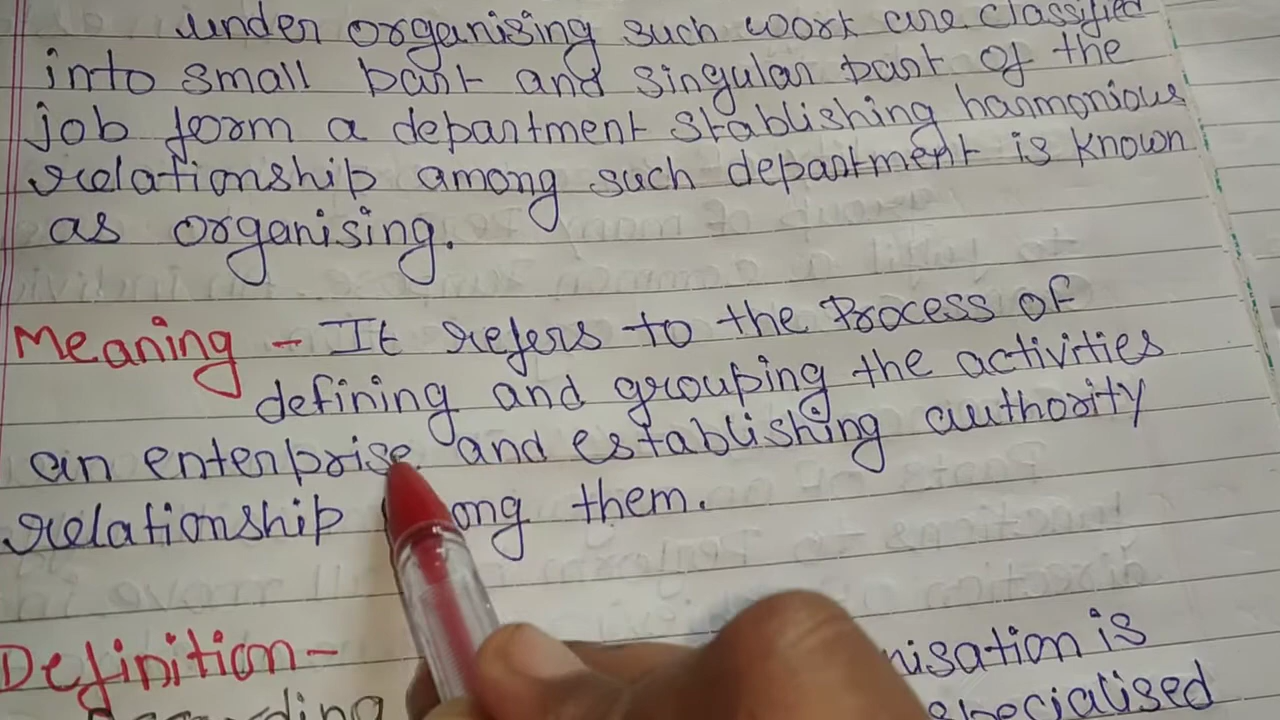 under organising such work are classified
into small part and singular part of the
job form a department stablishing harmonious
relationship among such department is known
as organising.
Meaning - It refers to the Process of
defining and grouping the activities
an enterprise and establishing authority
relationship ong them.
Definition- nisation is
specialised